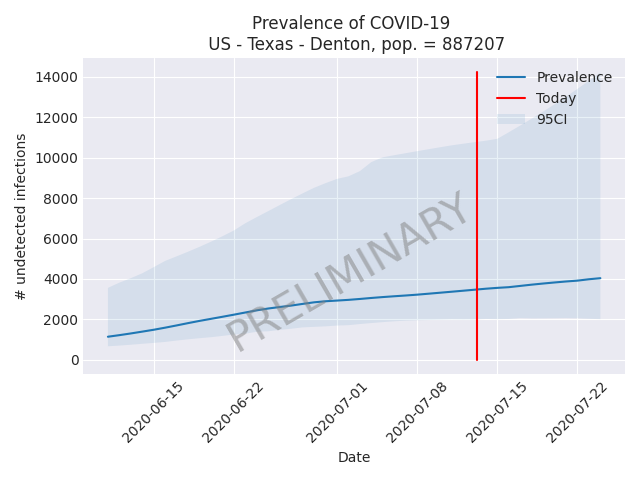 Prevalence of COVID-19
US - Texas - Denton, pop. = 887207
# undetected infections
14000
12000
10000
8000
6000
4000
2000
0
Prevalence
Today
95CI
PRELIMINARY
2020-06-15
2020-06-22
2020-07-01
2020-07-08
2020-07-15
2020-07-22
Date